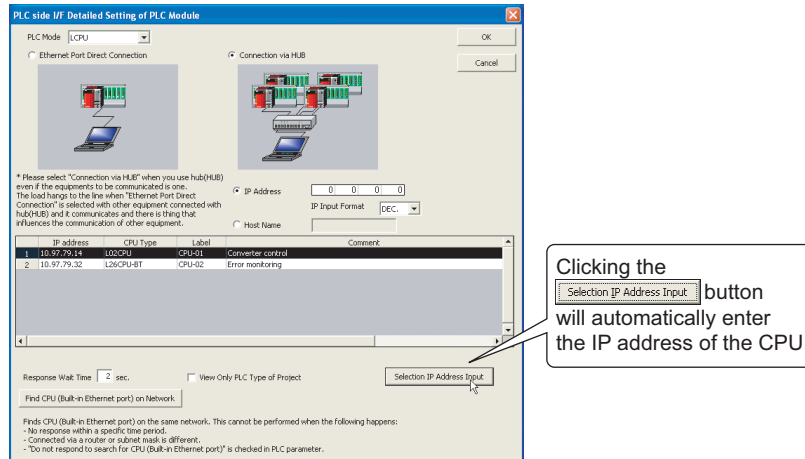 PLC side I/F Detailed Setting of PLC Module
PLC Mode LCPU
OK
Cancel
Ethernet Port Direct Connection
Connection via HUB
* Please select "Connection via HUB" when you use hub(HUB)
even if the equipments to be communicated is one.
The load hangs to the line when "Ethernet Port Direct
Connection" is selected with other equipment connected with
hub(HUB) and it communicates and there is thing that
influences the communication of other equipment.
IP Address 0 0 0 0
IP Input Format DEC.
Host Name
IP address CPU Type Label Comment
1 10.97.79.14 L02CPU CPU-01 Converter control
2 10.97.79.32 L26CPU-BT CPU-02 Error monitoring
Response Wait Time 2 sec.
View Only PLC Type of Project
Selection IP Address Input
Find CPU (Built-in Ethernet port) on Network
Finds CPU (Built-in Ethernet port) on the same network. This cannot be performed when the following happens:
- No response within a specific time period.
- Connected via a router or subnet mask is different.
- "Do not respond to search for CPU (Built-in Ethernet port)" is checked in PLC parameter.
Clicking the
Selection IP Address Input button
will automatically enter
the IP address of the CPU